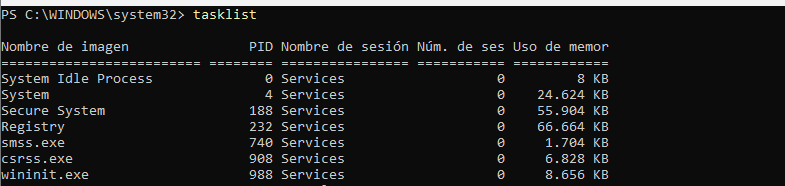 PS C:\WINDOWS\system32> tasklist
Nombre de imagen               PID Nombre de sesión Núm. de ses Uso de memor
========================= ======== ================ =========== ============
System Idle Process              0 Services                   0         8 KB
System                           4 Services                   0    24.624 KB
Secure System                  188 Services                   0    55.904 KB
Registry                       232 Services                   0    66.664 KB
smss.exe                       740 Services                   0     1.704 KB
csrss.exe                      908 Services                   0     6.828 KB
wininit.exe                    988 Services                   0     8.656 KB